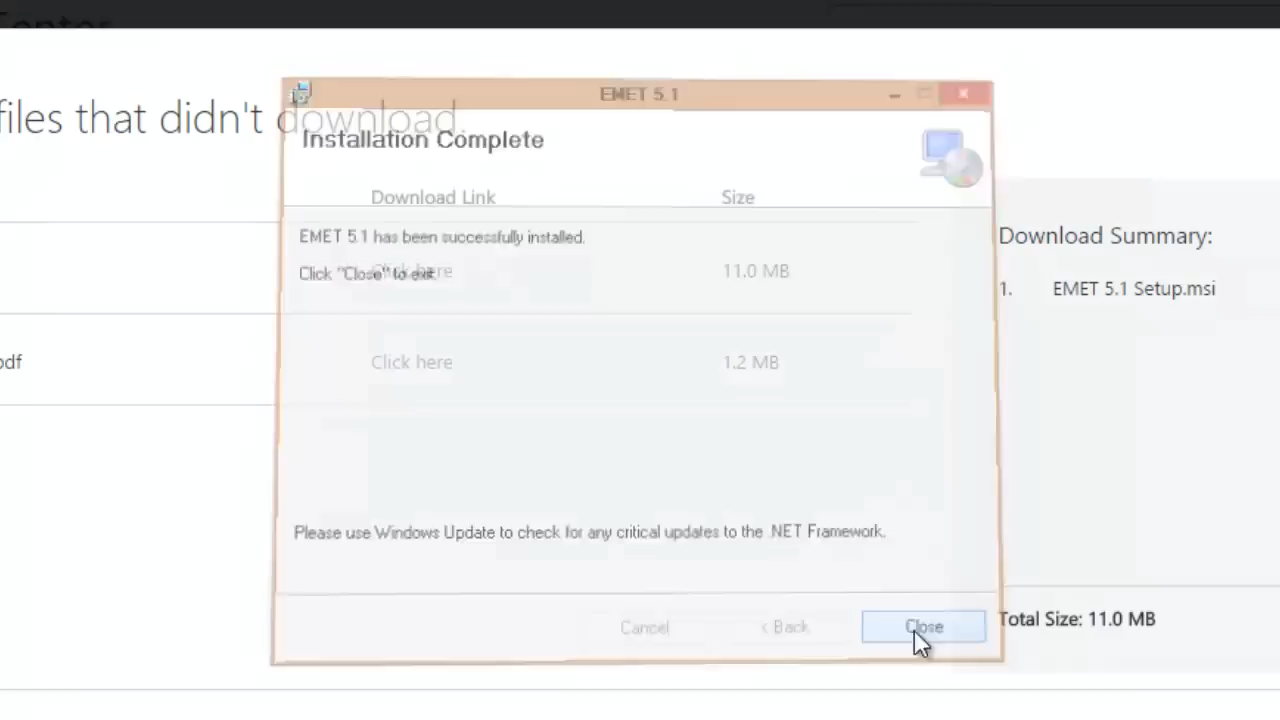 Center
files that didn't download.
EMET 5.1
Installation Complete
Download Link
Size
EMET 5.1 has been successfully installed.
Click "Close" to exit.
Click here
11.0 MB
pdf
Click here
1.2 MB
Download Summary:
1. EMET 5.1 Setup.msi
Please use Windows Update to check for any critical updates to the .NET Framework.
Cancel
< Back
Close
Total Size: 11.0 MB